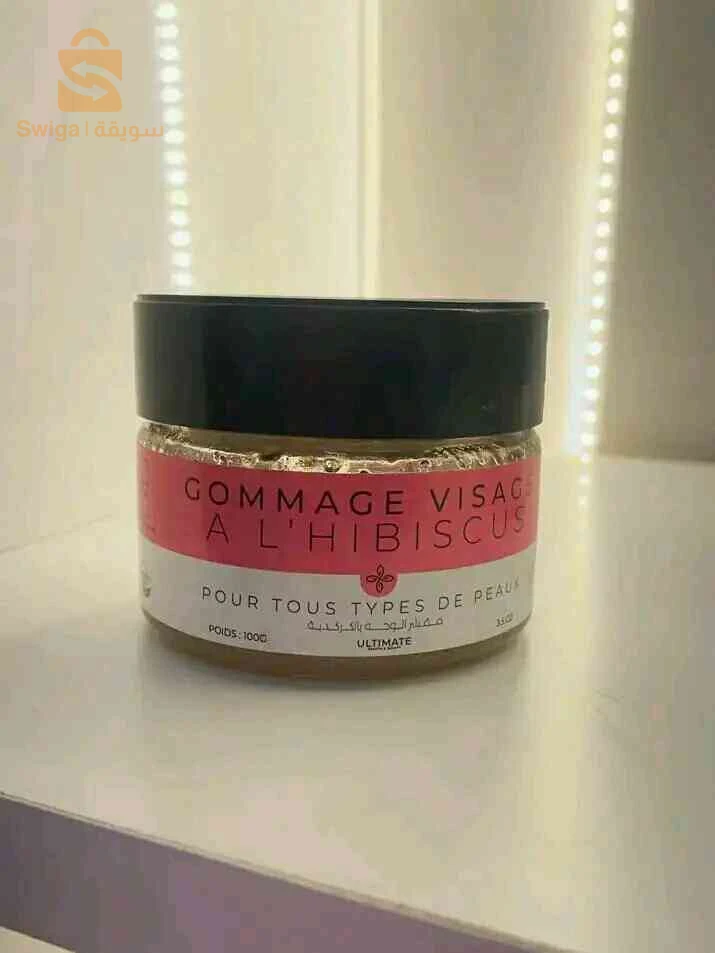 Swiga | سويقة
GOMMAGE VISAGE
A L'HIBISCUS
POUR TOUS TYPES DE PEAUX
مقشر الوجه بالكركدية
POIDS : 100G
ULTIMATE